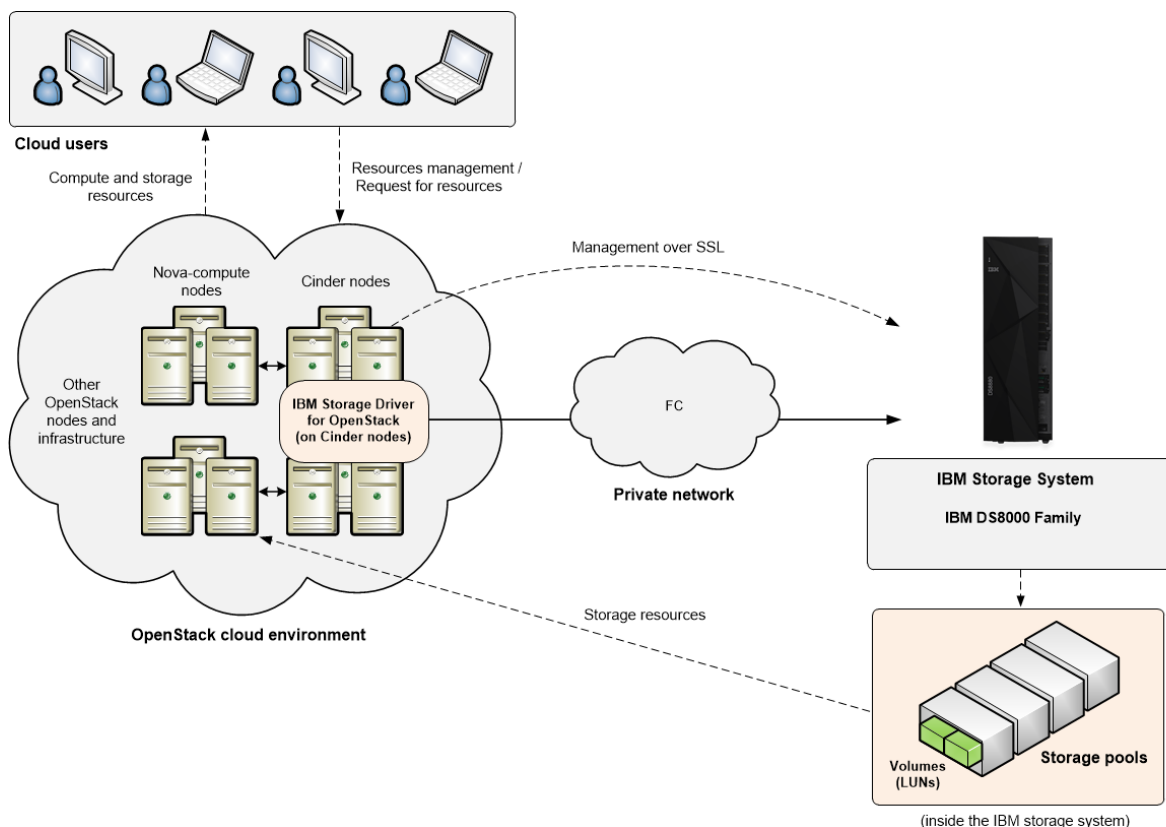 Cloud users
Compute and storage
resources
Resources management /
Request for resources
Nova-compute
nodes
Cinder nodes
Management over SSL
Other
OpenStack
nodes and
infrastructure
IBM Storage Driver
for OpenStack
(on Cinder nodes)
FC
Private network
IBM Storage System
IBM DS8000 Family
OpenStack cloud environment
Storage resources
Volumes
(LUNs)
Storage pools
(inside the IBM storage system)